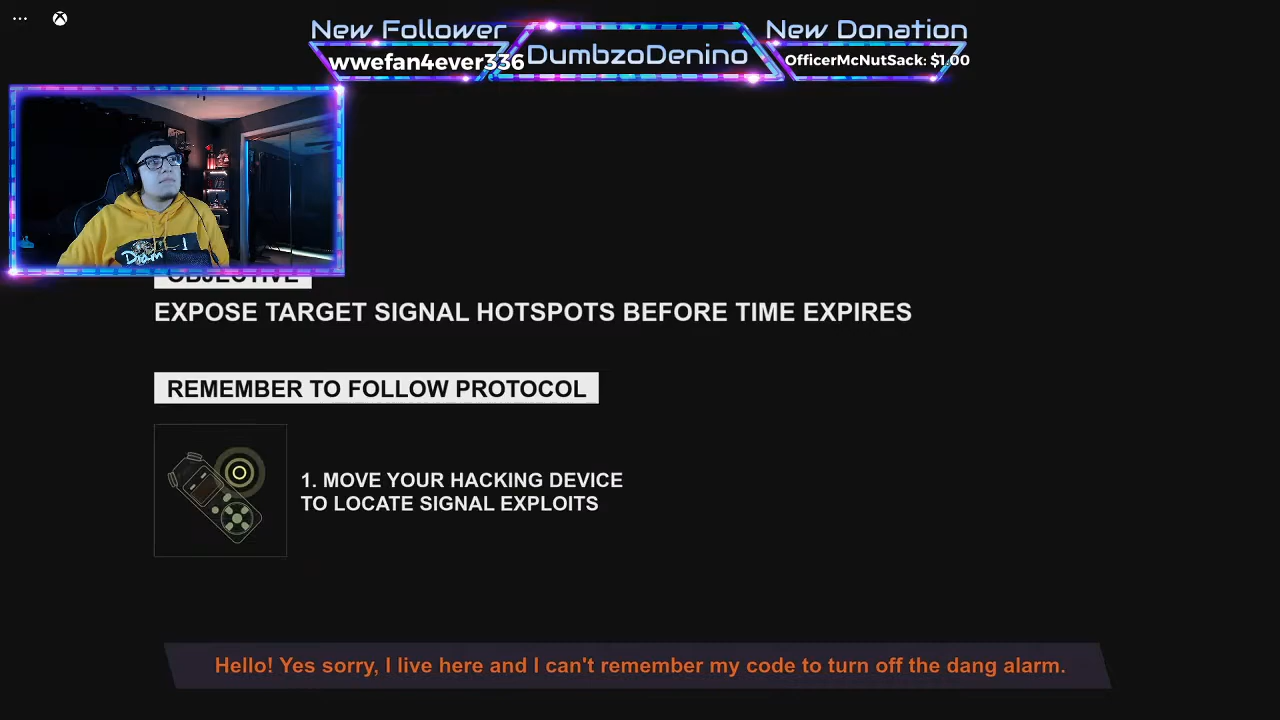 New Follower
wwefan4ever336
DumbzoDenino
New Donation
OfficerMcNutSack: $1.00
OBJECTIVE
EXPOSE TARGET SIGNAL HOTSPOTS BEFORE TIME EXPIRES
REMEMBER TO FOLLOW PROTOCOL
1. MOVE YOUR HACKING DEVICE
TO LOCATE SIGNAL EXPLOITS
Hello! Yes sorry, I live here and I can't remember my code to turn off the dang alarm.